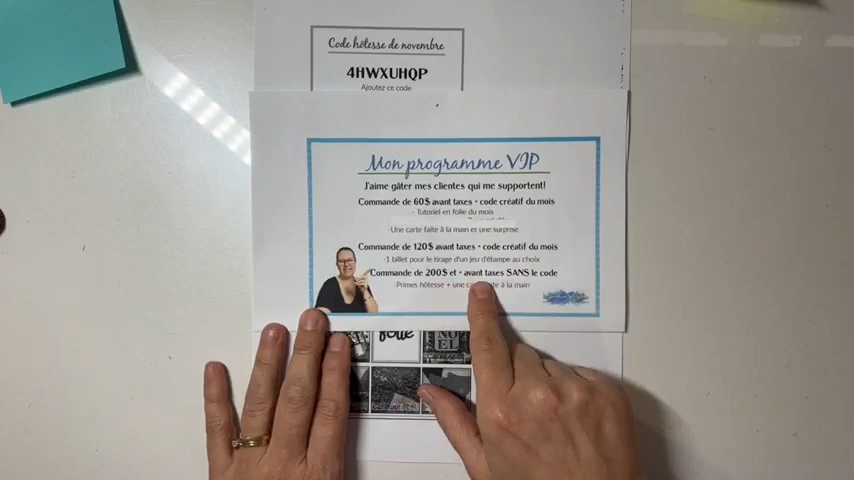 Code hôtesse de novembre
4HWXUHQP
Ajoutez ce code
Mon programme VIP
J'aime gâter mes clientes qui me supportent!
Commande de 60$ avant taxes + code créatif du mois
· Tutoriel en folie du mois
·Une carte faite à la main et une surprise
Commande de 120$ avant taxes + code créatif du mois
·1 billet pour le tirage d'un jeu d'étampe au choix
Commande de 200$ et + avant taxes SANS le code
·Primes hôtesse + une à la main
folie
NOEL